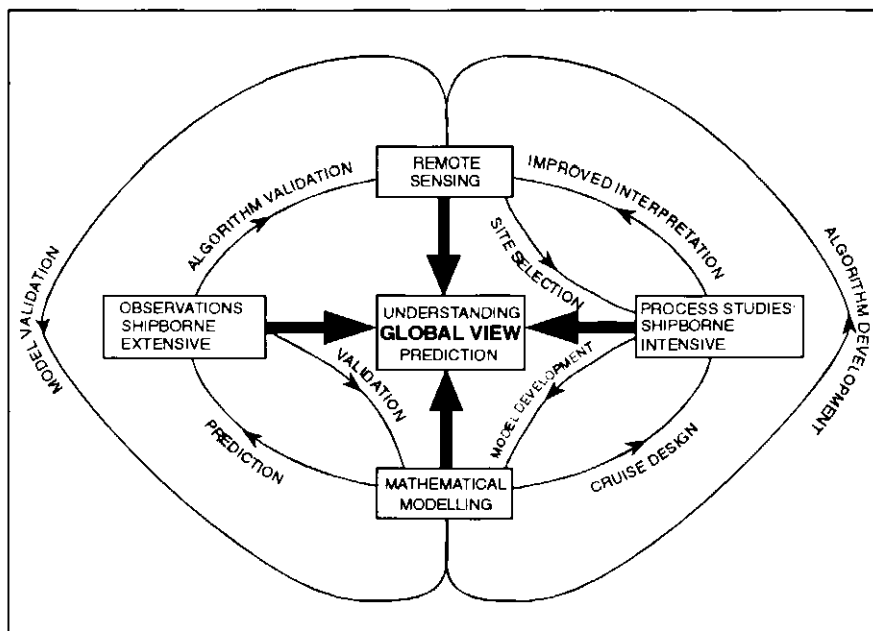 REMOTE
SENSING
ALGORITHM VALIDATION
IMPROVED INTERPRETATION
SITE SELECTION
MODEL VALIDATION
ALGORITHM DEVELOPMENT
OBSERVATIONS
SHIPBORNE
EXTENSIVE
UNDERSTANDING
GLOBAL VIEW
PREDICTION
PROCESS STUDIES:
SHIPBORNE
INTENSIVE
VALIDATION
MODEL DEVELOPMENT
PREDICTION
CRUISE DESIGN
MATHEMATICAL
MODELLING